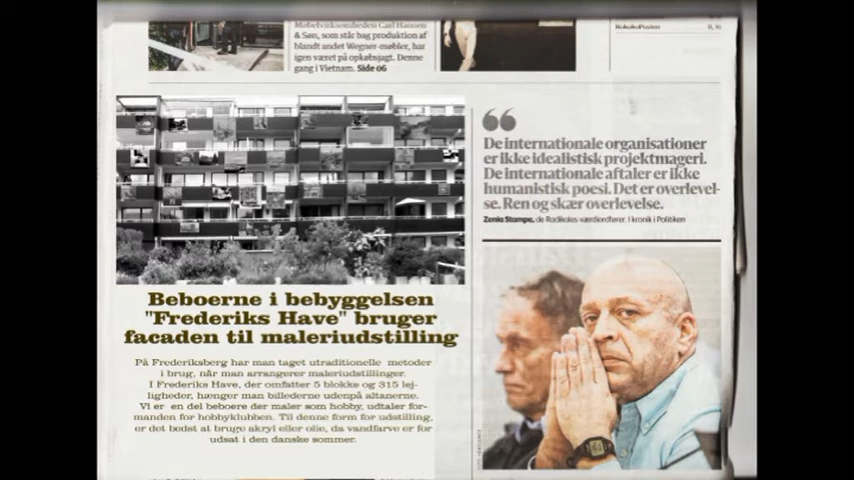 Møbelvirksomheden Carl Hansen
& Søn, som står bag produktion af
blandt andet Wegner-møbler, har
igen været på opkøbsjagt. Denne
gang i Vietnam. Side 06
RokokoPosten
De internationale organisationer
er ikke idealistisk projektmageri.
De internationale aftaler er ikke
humanistisk poesi. Det er overlevel-
se. Ren og skær overlevelse.
Zenia Stampe, de Radikales værdiordfører. I kronik i Politiken
Beboerne i bebyggelsen
"Frederiks Have" bruger
facaden til maleriudstilling
På Frederiksberg har man taget utraditionelle metoder
i brug, når man arrangerer maleriudstillinger.
I Frederiks Have, der omfatter 5 blokke og 315 lej-
ligheder, hænger man billederne udenpå altanerne.
Vi er en del beboere der maler som hobby, udtaler for-
manden for hobbyklubben. Til denne form for udstilling,
er det bedst at bruge akryl eller olie, da vandfarve er for
udsat i den danske sommer.